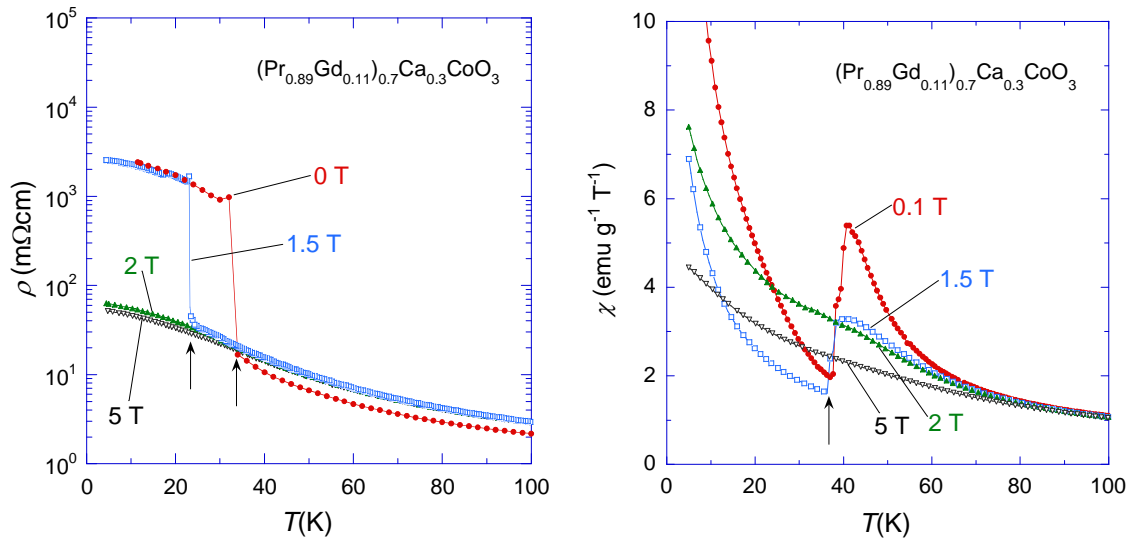 (Pr0.89Gd0.11)0.7Ca0.3CoO3
ρ (mΩcm)
10^5
10^4
10^3
10^2
10^1
10^0
0 T
1.5 T
2 T
5 T
0 20 40 60 80 100
T(K)
(Pr0.89Gd0.11)0.7Ca0.3CoO3
χ (emu g^-1 T^-1)
10
8
6
4
2
0
0.1 T
1.5 T
5 T
2 T
0 20 40 60 80 100
T(K)